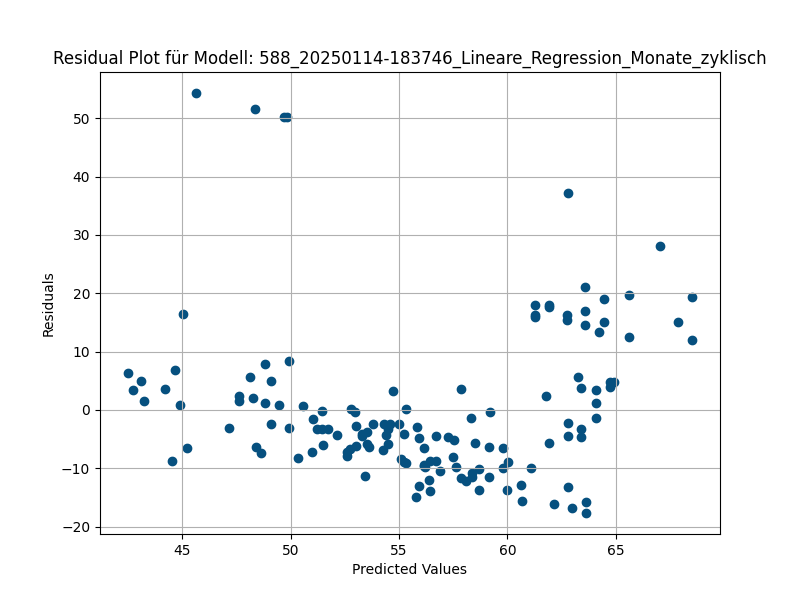 Residual Plot für Modell: 588_20250114-183746_Lineare_Regression_Monate_zyklisch
50
40
30
20
10
0
−10
−20
Residuals
45 50 55 60 65
Predicted Values